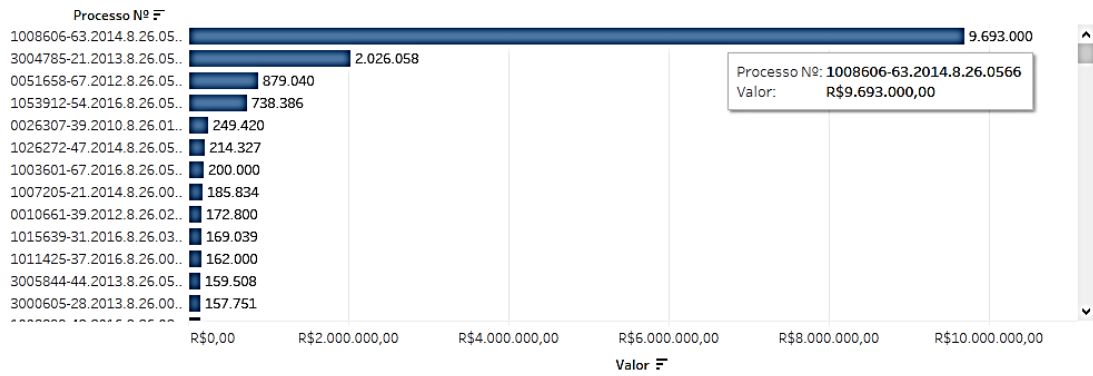 Processo Nº
1008606-63.2014.8.26.05.. 9.693.000
3004785-21.2013.8.26.05.. 2.026.058
Processo Nº: 1008606-63.2014.8.26.0566
Valor: R$9.693.000,00
0051658-67.2012.8.26.05.. 879.040
1053912-54.2016.8.26.05.. 738.386
0026307-39.2010.8.26.01.. 249.420
1026272-47.2014.8.26.05.. 214.327
1003601-67.2016.8.26.05.. 200.000
1007205-21.2014.8.26.00.. 185.834
0010661-39.2012.8.26.02.. 172.800
1015639-31.2016.8.26.03.. 169.039
1011425-37.2016.8.26.00.. 162.000
3005844-44.2013.8.26.05.. 159.508
3000605-28.2013.8.26.00.. 157.751
R$0,00 R$2.000.000,00 R$4.000.000,00 R$6.000.000,00 R$8.000.000,00 R$10.000.000,00
Valor